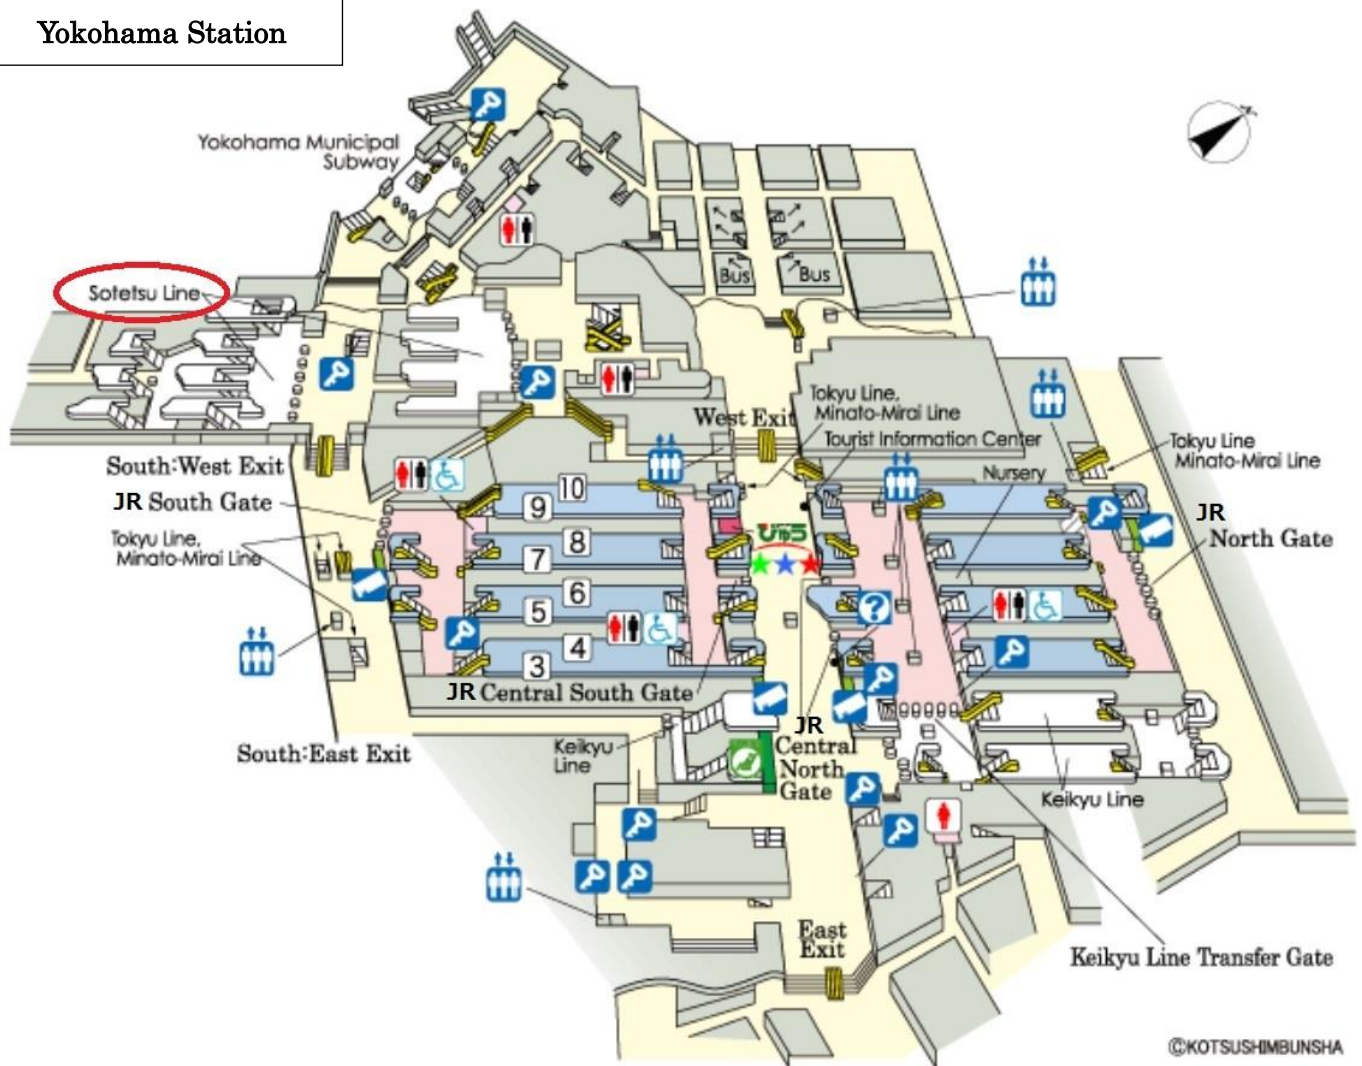 Yokohama Station
Yokohama Municipal
Subway
Sotetsu Line
Bus
Bus
Tokyu Line,
Minato-Mirai Line
West Exit
Tourist Information Center
Tokyu Line
Minato-Mirai Line
Nursery
South:West Exit
JR South Gate
10
9
8
7
6
5
4
3
びゅう
?
JR
North Gate
Tokyu Line,
Minato-Mirai Line
JR Central South Gate
JR
Central
North
Gate
South:East Exit
Keikyu
Line
Keikyu Line
East
Exit
Keikyu Line Transfer Gate
©KOTSUSHIMBUNSHA